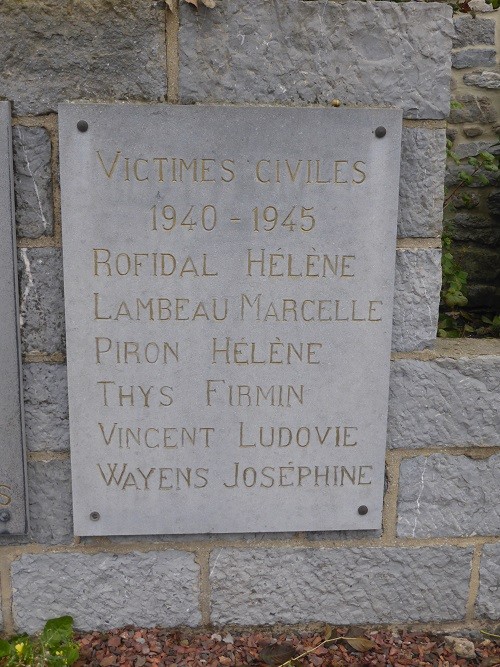 VICTIMES CIVILES
1940 - 1945
ROFIDAL HÉLÈNE
LAMBEAU MARCELLE
PIRON HÉLÈNE
THYS FIRMIN
VINCENT LUDOVIE
WAYENS JOSÉPHINE
S